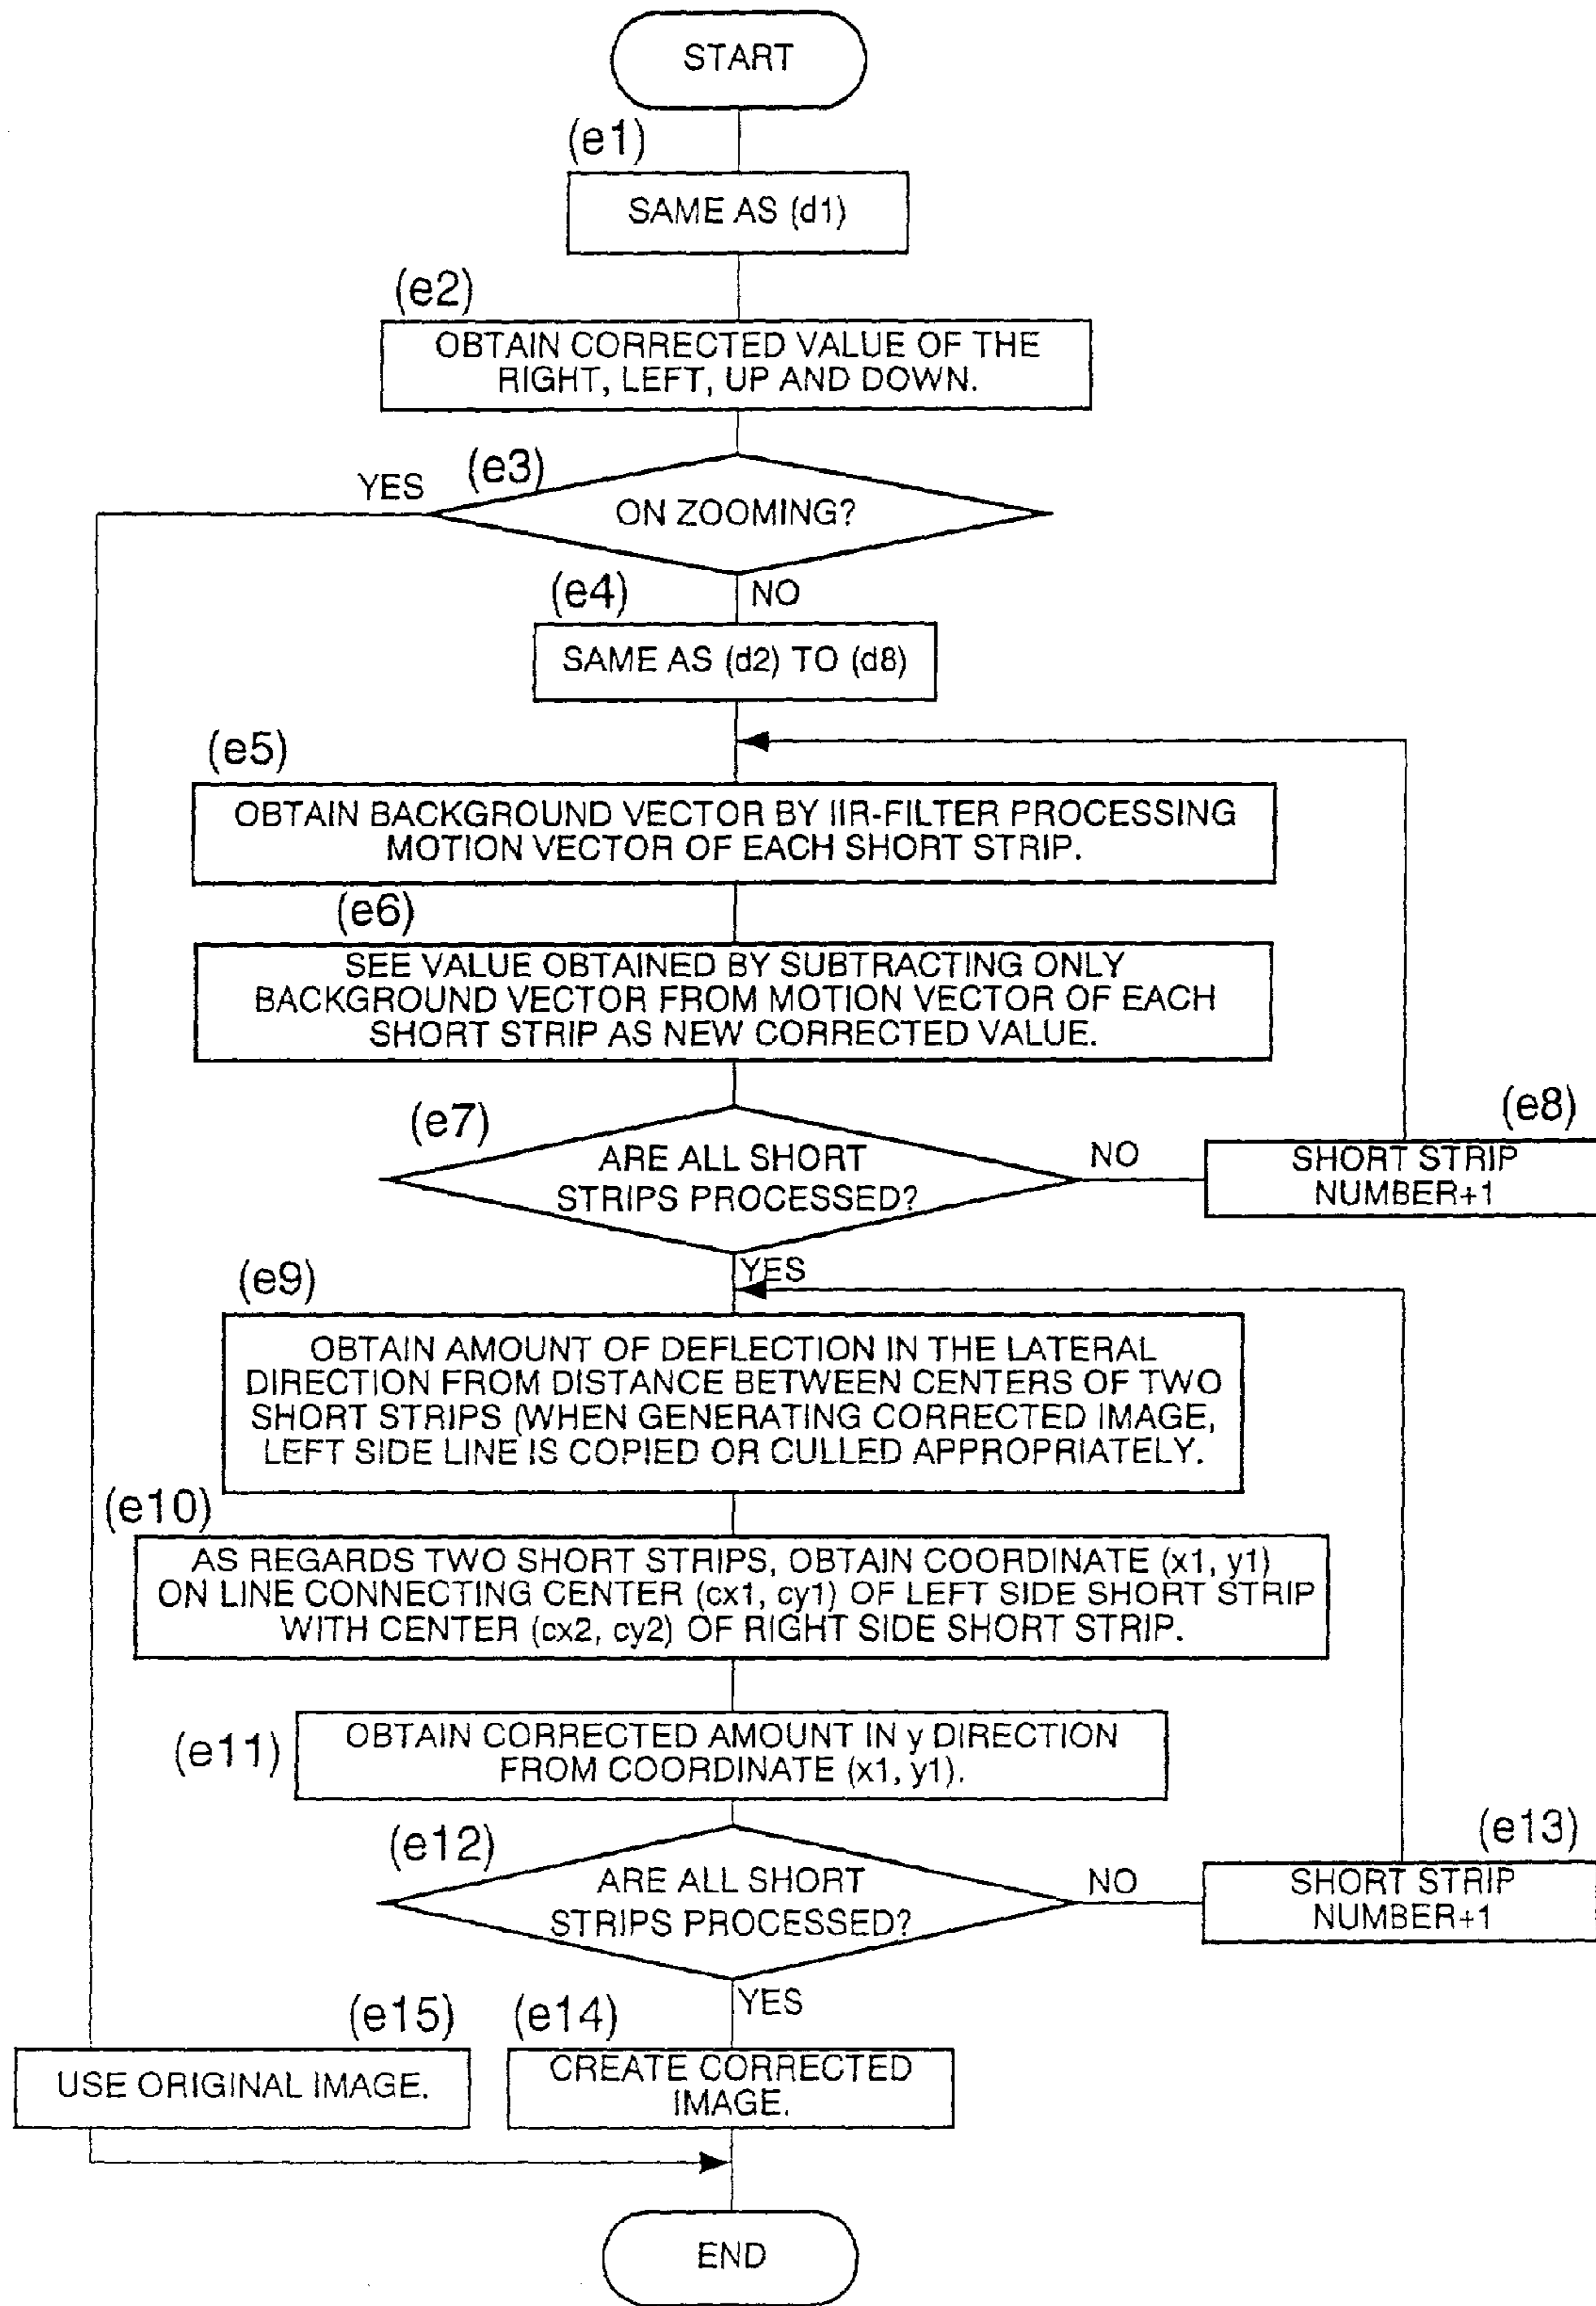 START
(e1)
SAME AS (d1)
(e2)
OBTAIN CORRECTED VALUE OF THE
RIGHT, LEFT, UP AND DOWN.
(e3)
YES
ON ZOOMING?
NO
(e4)
SAME AS (d2) TO (d8)
(e5)
OBTAIN BACKGROUND VECTOR BY IIR-FILTER PROCESSING
MOTION VECTOR OF EACH SHORT STRIP.
(e6)
SEE VALUE OBTAINED BY SUBTRACTING ONLY
BACKGROUND VECTOR FROM MOTION VECTOR OF EACH
SHORT STRIP AS NEW CORRECTED VALUE.
(e7)
ARE ALL SHORT
STRIPS PROCESSED?
NO
(e8)
SHORT STRIP
NUMBER+1
YES
(e9)
OBTAIN AMOUNT OF DEFLECTION IN THE LATERAL
DIRECTION FROM DISTANCE BETWEEN CENTERS OF TWO
SHORT STRIPS (WHEN GENERATING CORRECTED IMAGE,
LEFT SIDE LINE IS COPIED OR CULLED APPROPRIATELY.
(e10)
AS REGARDS TWO SHORT STRIPS, OBTAIN COORDINATE (x1, y1)
ON LINE CONNECTING CENTER (cx1, cy1) OF LEFT SIDE SHORT STRIP
WITH CENTER (cx2, cy2) OF RIGHT SIDE SHORT STRIP.
(e11)
OBTAIN CORRECTED AMOUNT IN y DIRECTION
FROM COORDINATE (x1, y1).
(e12)
ARE ALL SHORT
STRIPS PROCESSED?
NO
(e13)
SHORT STRIP
NUMBER+1
YES
(e15)
USE ORIGINAL IMAGE.
(e14)
CREATE CORRECTED
IMAGE.
END